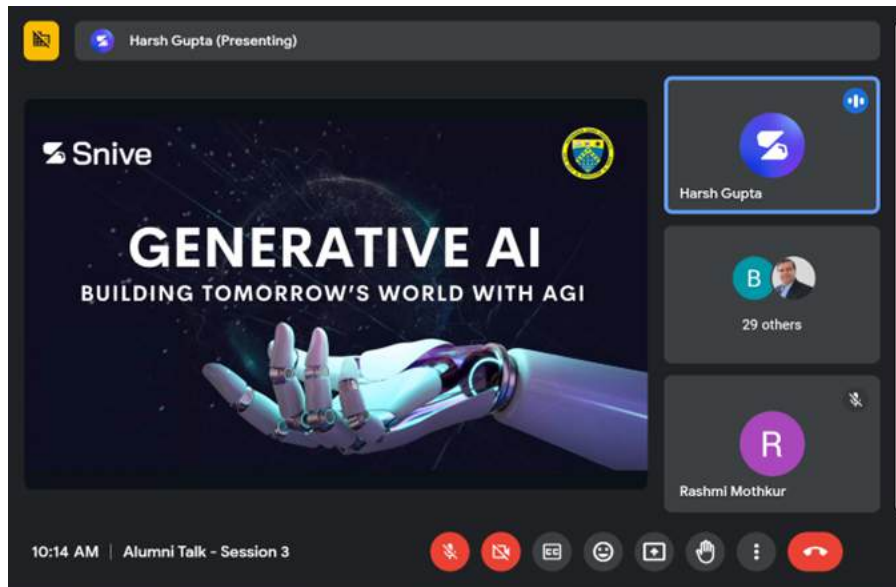 Harsh Gupta (Presenting)
Snive
GENERATIVE AI
BUILDING TOMORROW'S WORLD WITH AGI
Harsh Gupta
B
29 others
R
Rashmi Mothkur
10:14 AM | Alumni Talk - Session 3
CC